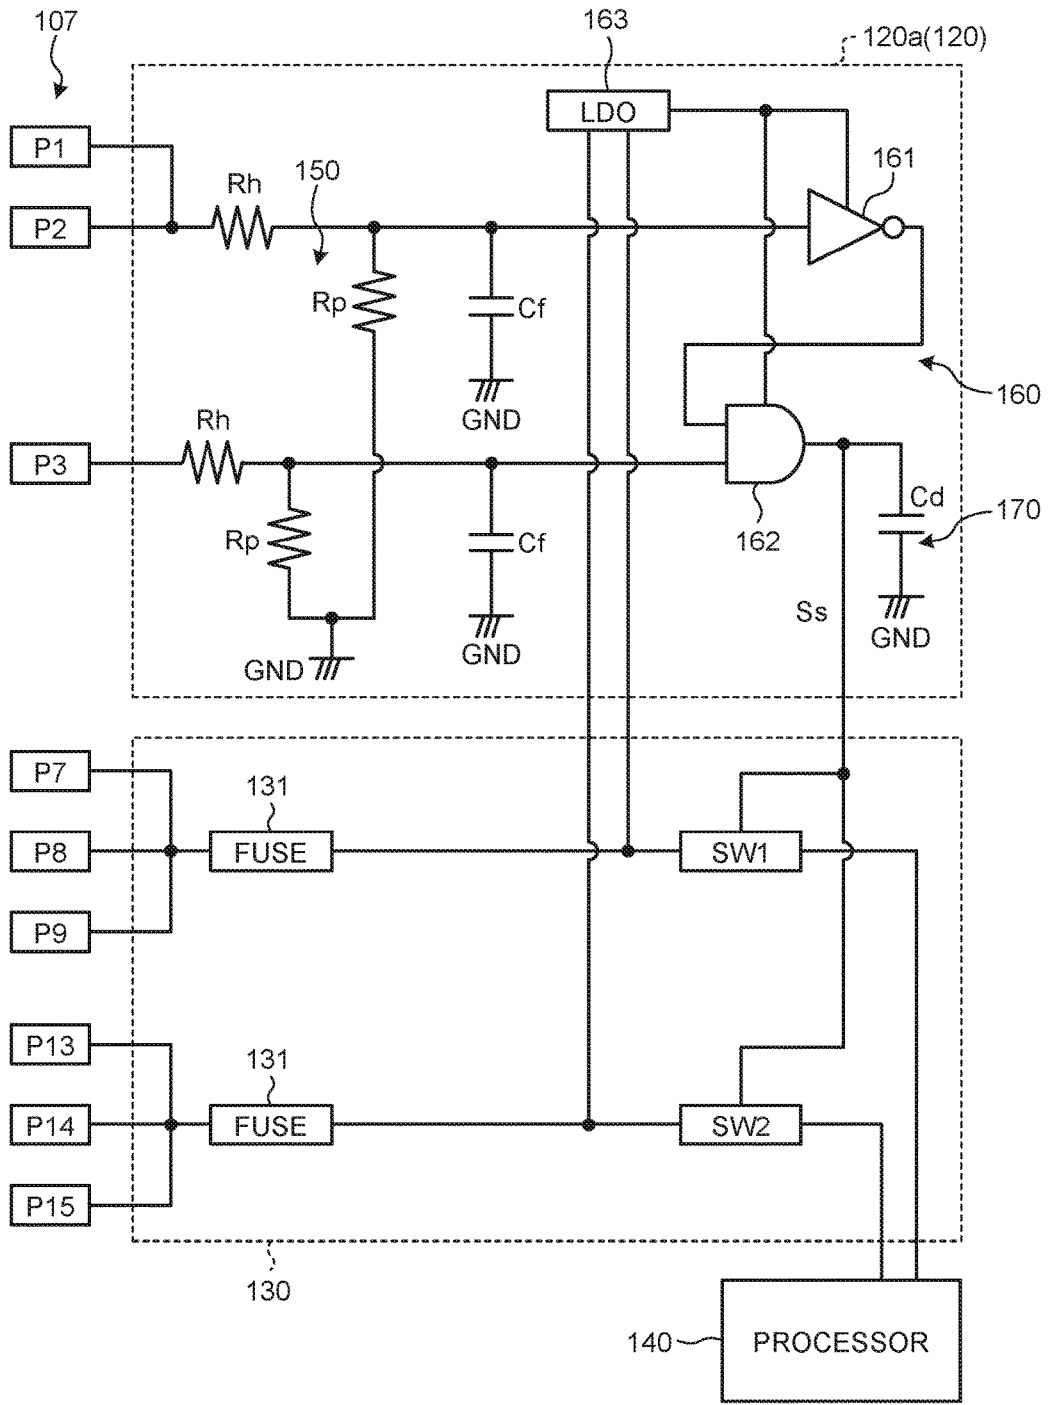 107
163
120a(120)
LDO
P1
161
Rh
150
P2
Rp
Cf
160
GND
Rh
P3
Cd
170
Rp
162
Cf
Ss
GND
GND
GND
P7
131
P8
FUSE
SW1
P9
P13
131
P14
FUSE
SW2
P15
130
140
PROCESSOR